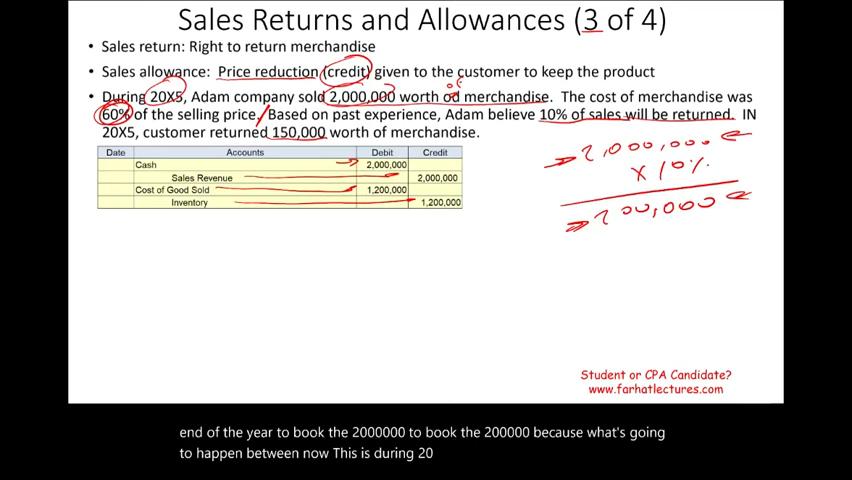 Sales Returns and Allowances (3 of 4)
• Sales return: Right to return merchandise
• Sales allowance: Price reduction (credit) given to the customer to keep the product
of
• During 20X5, Adam company sold 2,000,000 worth od merchandise. The cost of merchandise was
60% of the selling price. Based on past experience, Adam believe 10% of sales will be returned. IN
20X5, customer returned 150,000 worth of merchandise.
2,000,000
x 10%
200,000
Date Accounts Debit Credit
Cash 2,000,000
Sales Revenue 2,000,000
Cost of Good Sold 1,200,000
Inventory 1,200,000
Student or CPA Candidate?
www.farhatlectures.com
end of the year to book the 2000000 to book the 200000 because what's going
to happen between now This is during 20